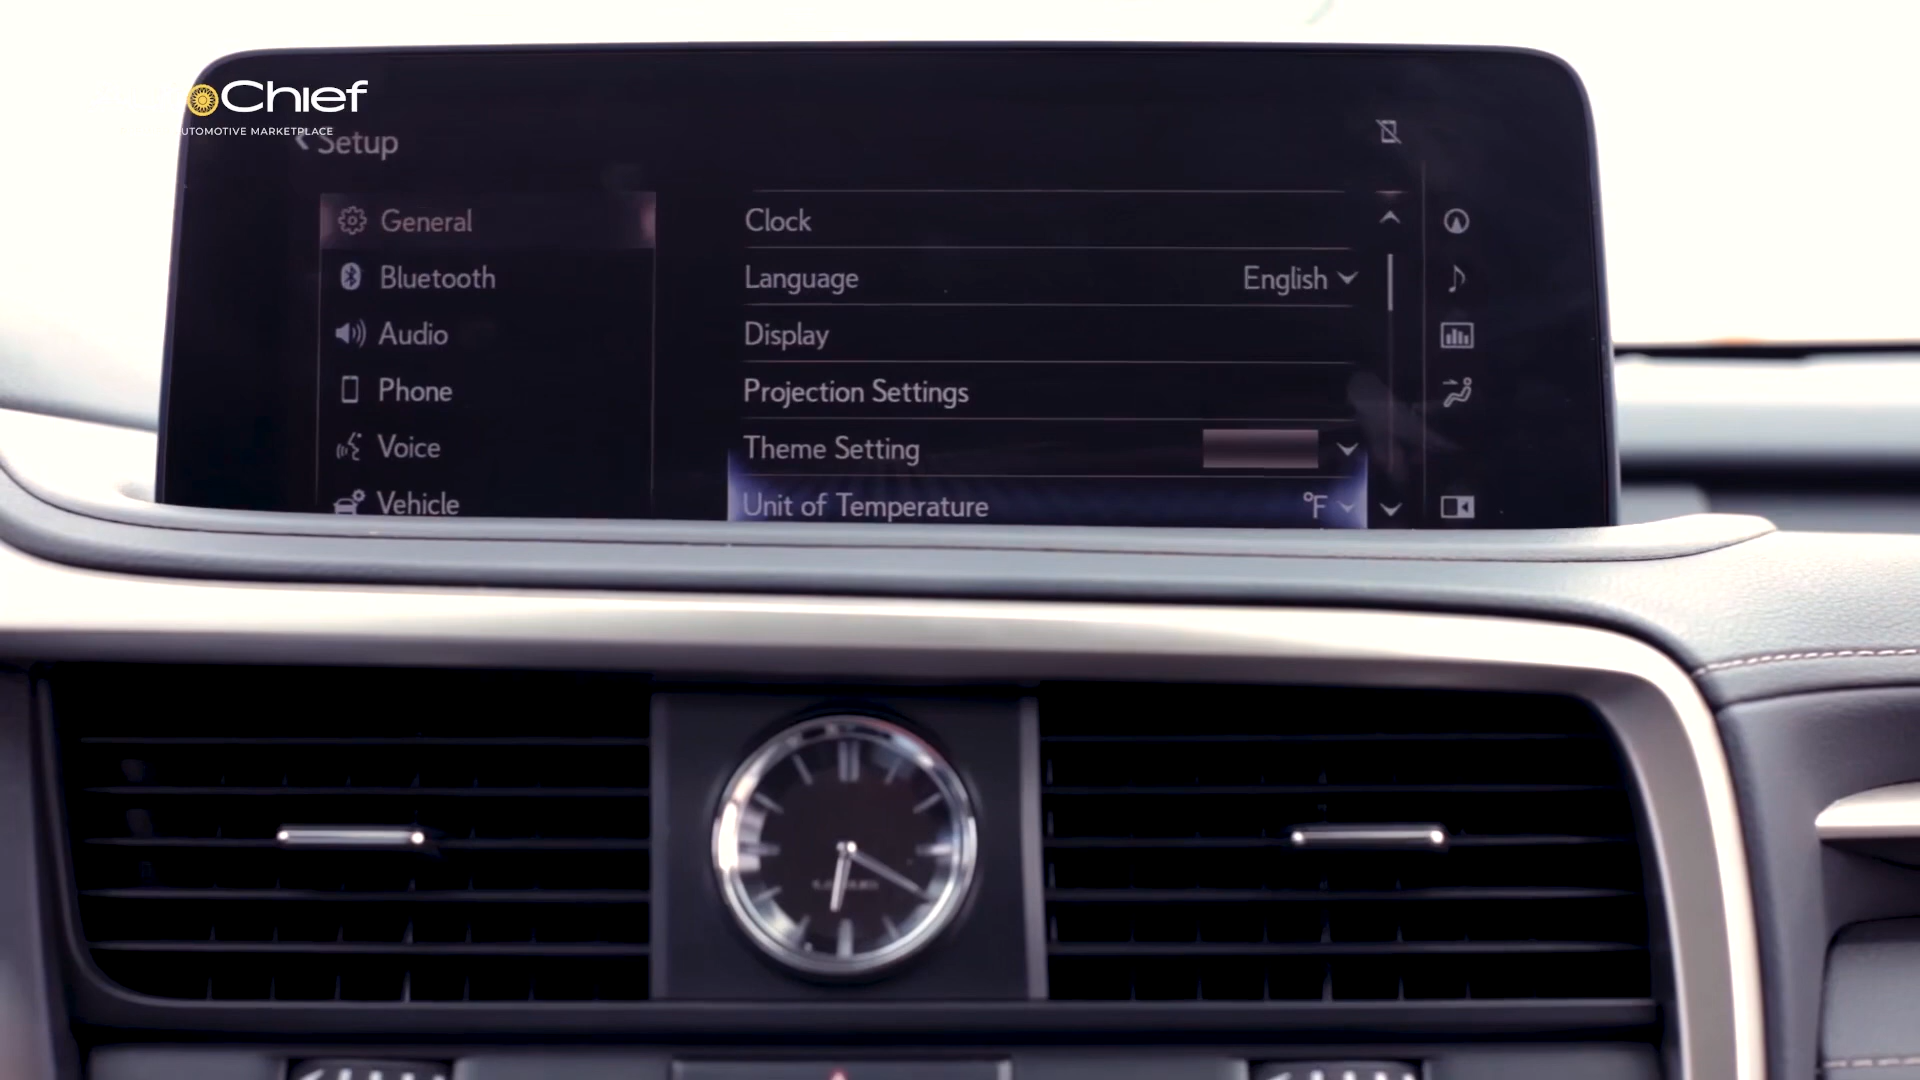 Chief
UTOMOTIVE MARKETPLACE
Setup
General
Bluetooth
Audio
Phone
Voice
Vehicle
Clock
Language English
Display
Projection Settings
Theme Setting
Unit of Temperature °F